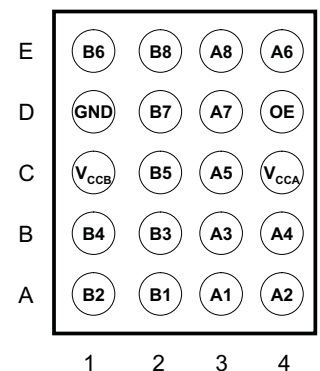 E B6 B8 A8 A6
D GND B7 A7 OE
C VCCB B5 A5 VCCA
B B4 B3 A3 A4
A B2 B1 A1 A2
1 2 3 4